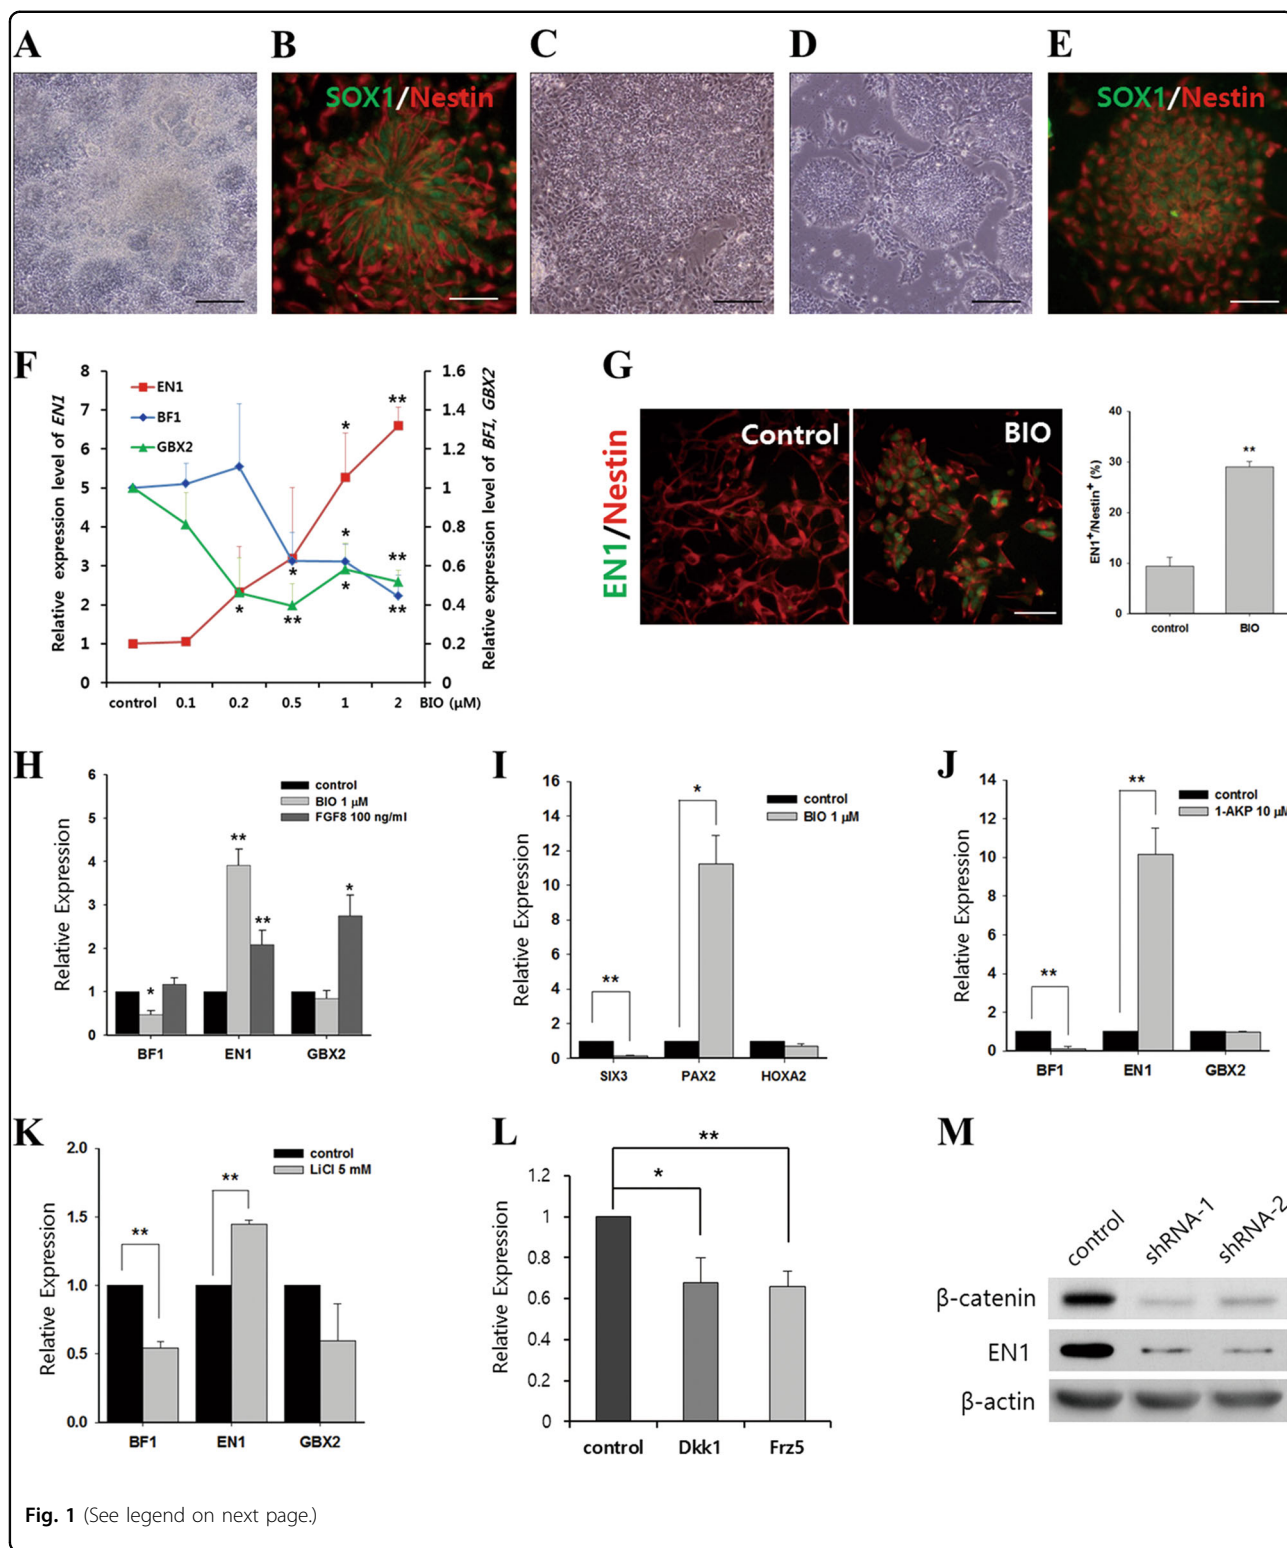 A B C D E
SOX1/Nestin
SOX1/Nestin
F
8
7
6
5
4
3
2
1
0
Relative expression level of EN1
EN1
BF1
GBX2
*
**
*
**
*
*
*
**
**
1.6
1.4
1.2
1
0.8
0.6
0.4
0.2
0
Relative expression level of BF1, GBX2
control 0.1 0.2 0.5 1 2 BIO (μM)
G
EN1/Nestin
Control
BIO
EN1+/Nestin+ (%)
40
30
20
10
0
**
control BIO
H
Relative Expression
6
5
4
3
2
1
0
control
BIO 1 μM
FGF8 100 ng/ml
*
**
**
*
BF1 EN1 GBX2
I
Relative Expression
16
14
12
10
8
6
4
2
0
control
BIO 1 μM
**
*
SIX3 PAX2 HOXA2
J
Relative Expression
14
12
10
8
6
4
2
0
control
1-AKP 10 μM
**
**
BF1 EN1 GBX2
K
Relative Expression
2.0
1.5
1.0
0.5
0.0
control
LiCl 5 mM
**
**
BF1 EN1 GBX2
L
Relative Expression
1.2
1
0.8
0.6
0.4
0.2
0
*
**
control Dkk1 Frz5
M
control shRNA-1 shRNA-2
β-catenin
EN1
β-actin
Fig. 1 (See legend on next page.)